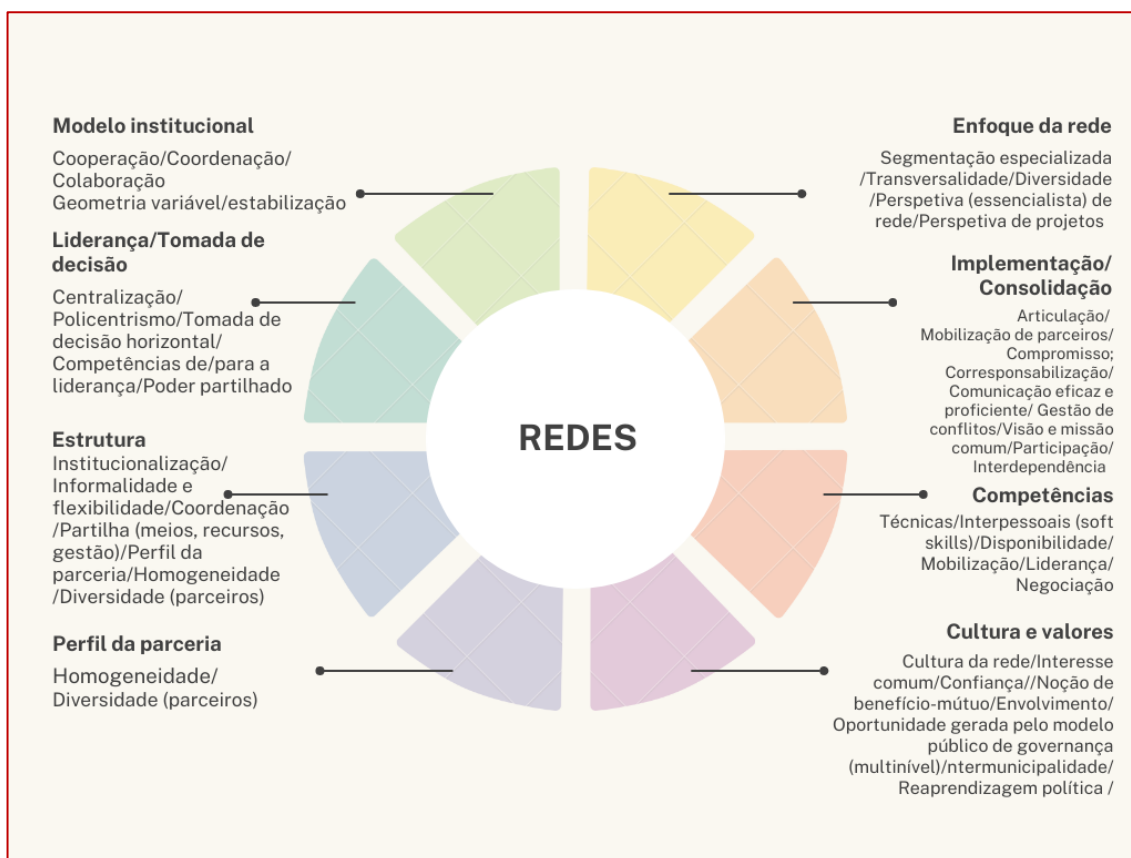 Modelo institucional
Cooperação/Coordenação/
Colaboração
Geometria variável/estabilização
Liderança/Tomada de
decisão
Centralização/
Policentrismo/Tomada de
decisão horizontal/
Competências de/para a
liderança/Poder partilhado
Estrutura
Institucionalização/
Informalidade e
flexibilidade/Coordenação
/Partilha (meios, recursos,
gestão)/Perfil da
parceria/Homogeneidade
/Diversidade (parceiros)
Perfil da parceria
Homogeneidade/
Diversidade (parceiros)
REDES
Enfoque da rede
Segmentação especializada
/Transversalidade/Diversidade
/Perspetiva (essencialista) de
rede/Perspetiva de projetos
Implementação/
Consolidação
Articulação/
Mobilização de parceiros/
Compromisso;
Corresponsabilização/
Comunicação eficaz e
proficiente/ Gestão de
conflitos/Visão e missão
comum/Participação/
Interdependência
Competências
Técnicas/Interpessoais (soft
skills)/Disponibilidade/
Mobilização/Liderança/
Negociação
Cultura e valores
Cultura da rede/Interesse
comum/Confiança//Noção de
benefício-mútuo/Envolvimento/
Oportunidade gerada pelo modelo
público de governança
(multinível)/ntermunicipalidade/
Reaprendizagem política /